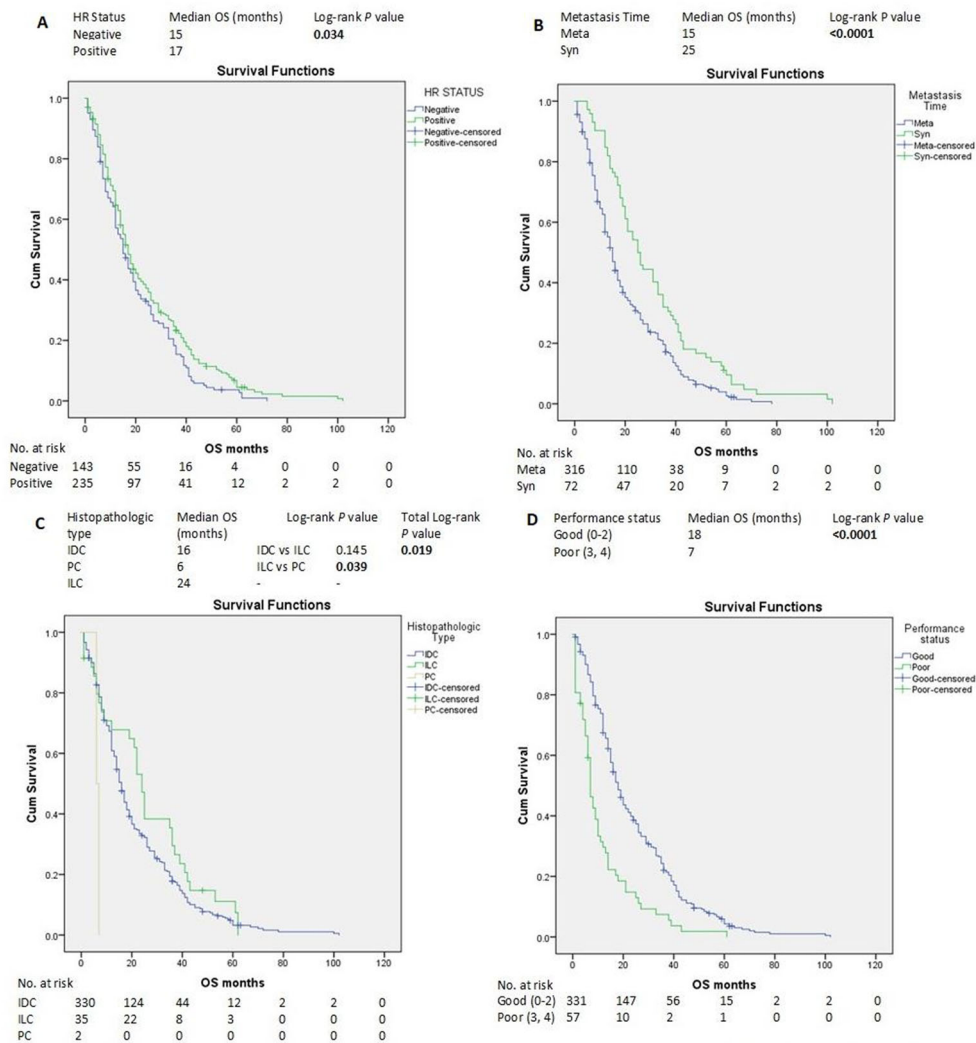 A
HR Status Median OS (months) Log-rank P value
Negative 15 0.034
Positive 17
Survival Functions
HR STATUS
Negative
Positive
Negative-censored
Positive-censored
Cum Survival
1.0
0.8
0.6
0.4
0.2
0.0
0 20 40 60 80 100 120
OS months
No. at risk
Negative 143 55 16 4 0 0 0
Positive 235 97 41 12 2 2 0
B
Metastasis Time Median OS (months) Log-rank P value
Meta 15 <0.0001
Syn 25
Survival Functions
Metastasis
Time
Meta
Syn
Meta-censored
Syn-censored
Cum Survival
1.0
0.8
0.6
0.4
0.2
0.0
0 20 40 60 80 100 120
OS months
No. at risk
Meta 316 110 38 9 0 0 0
Syn 72 47 20 7 2 2 0
C
Histopathologic Median OS Log-rank P value Total Log-rank
type (months) P value
IDC 16 IDC vs ILC 0.145 0.019
PC 6 ILC vs PC 0.039
ILC 24 - -
Survival Functions
Histopathologic
Type
IDC
ILC
PC
IDC-censored
ILC-censored
PC-censored
Cum Survival
1.0
0.8
0.6
0.4
0.2
0.0
0 20 40 60 80 100 120
OS months
No. at risk
IDC 330 124 44 12 2 2 0
ILC 35 22 8 3 0 0 0
PC 2 0 0 0 0 0 0
D
Performance status Median OS (months) Log-rank P value
Good (0-2) 18 <0.0001
Poor (3, 4) 7
Survival Functions
Performance
status
Good
Poor
Good-censored
Poor-censored
Cum Survival
1.0
0.8
0.6
0.4
0.2
0.0
0 20 40 60 80 100 120
OS months
No. at risk
Good (0-2) 331 147 56 15 2 2 0
Poor (3, 4) 57 10 2 1 0 0 0